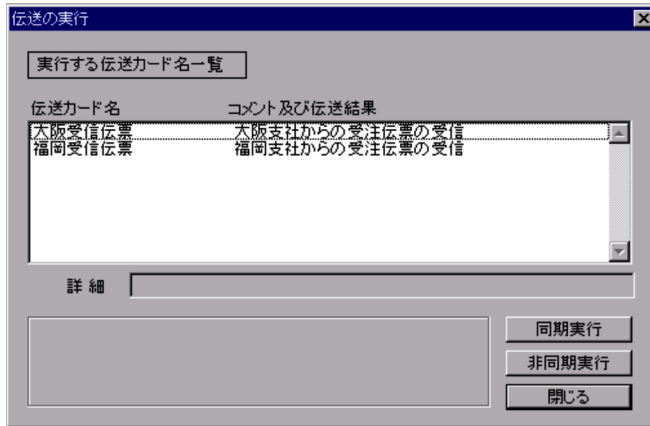 伝送の実行
実行する伝送カード名一覧
伝送カード名 コメント及び伝送結果
大阪受信伝票 大阪支社からの受注伝票の受信
福岡受信伝票 福岡支社からの受注伝票の受信
詳細
同期実行
非同期実行
閉じる